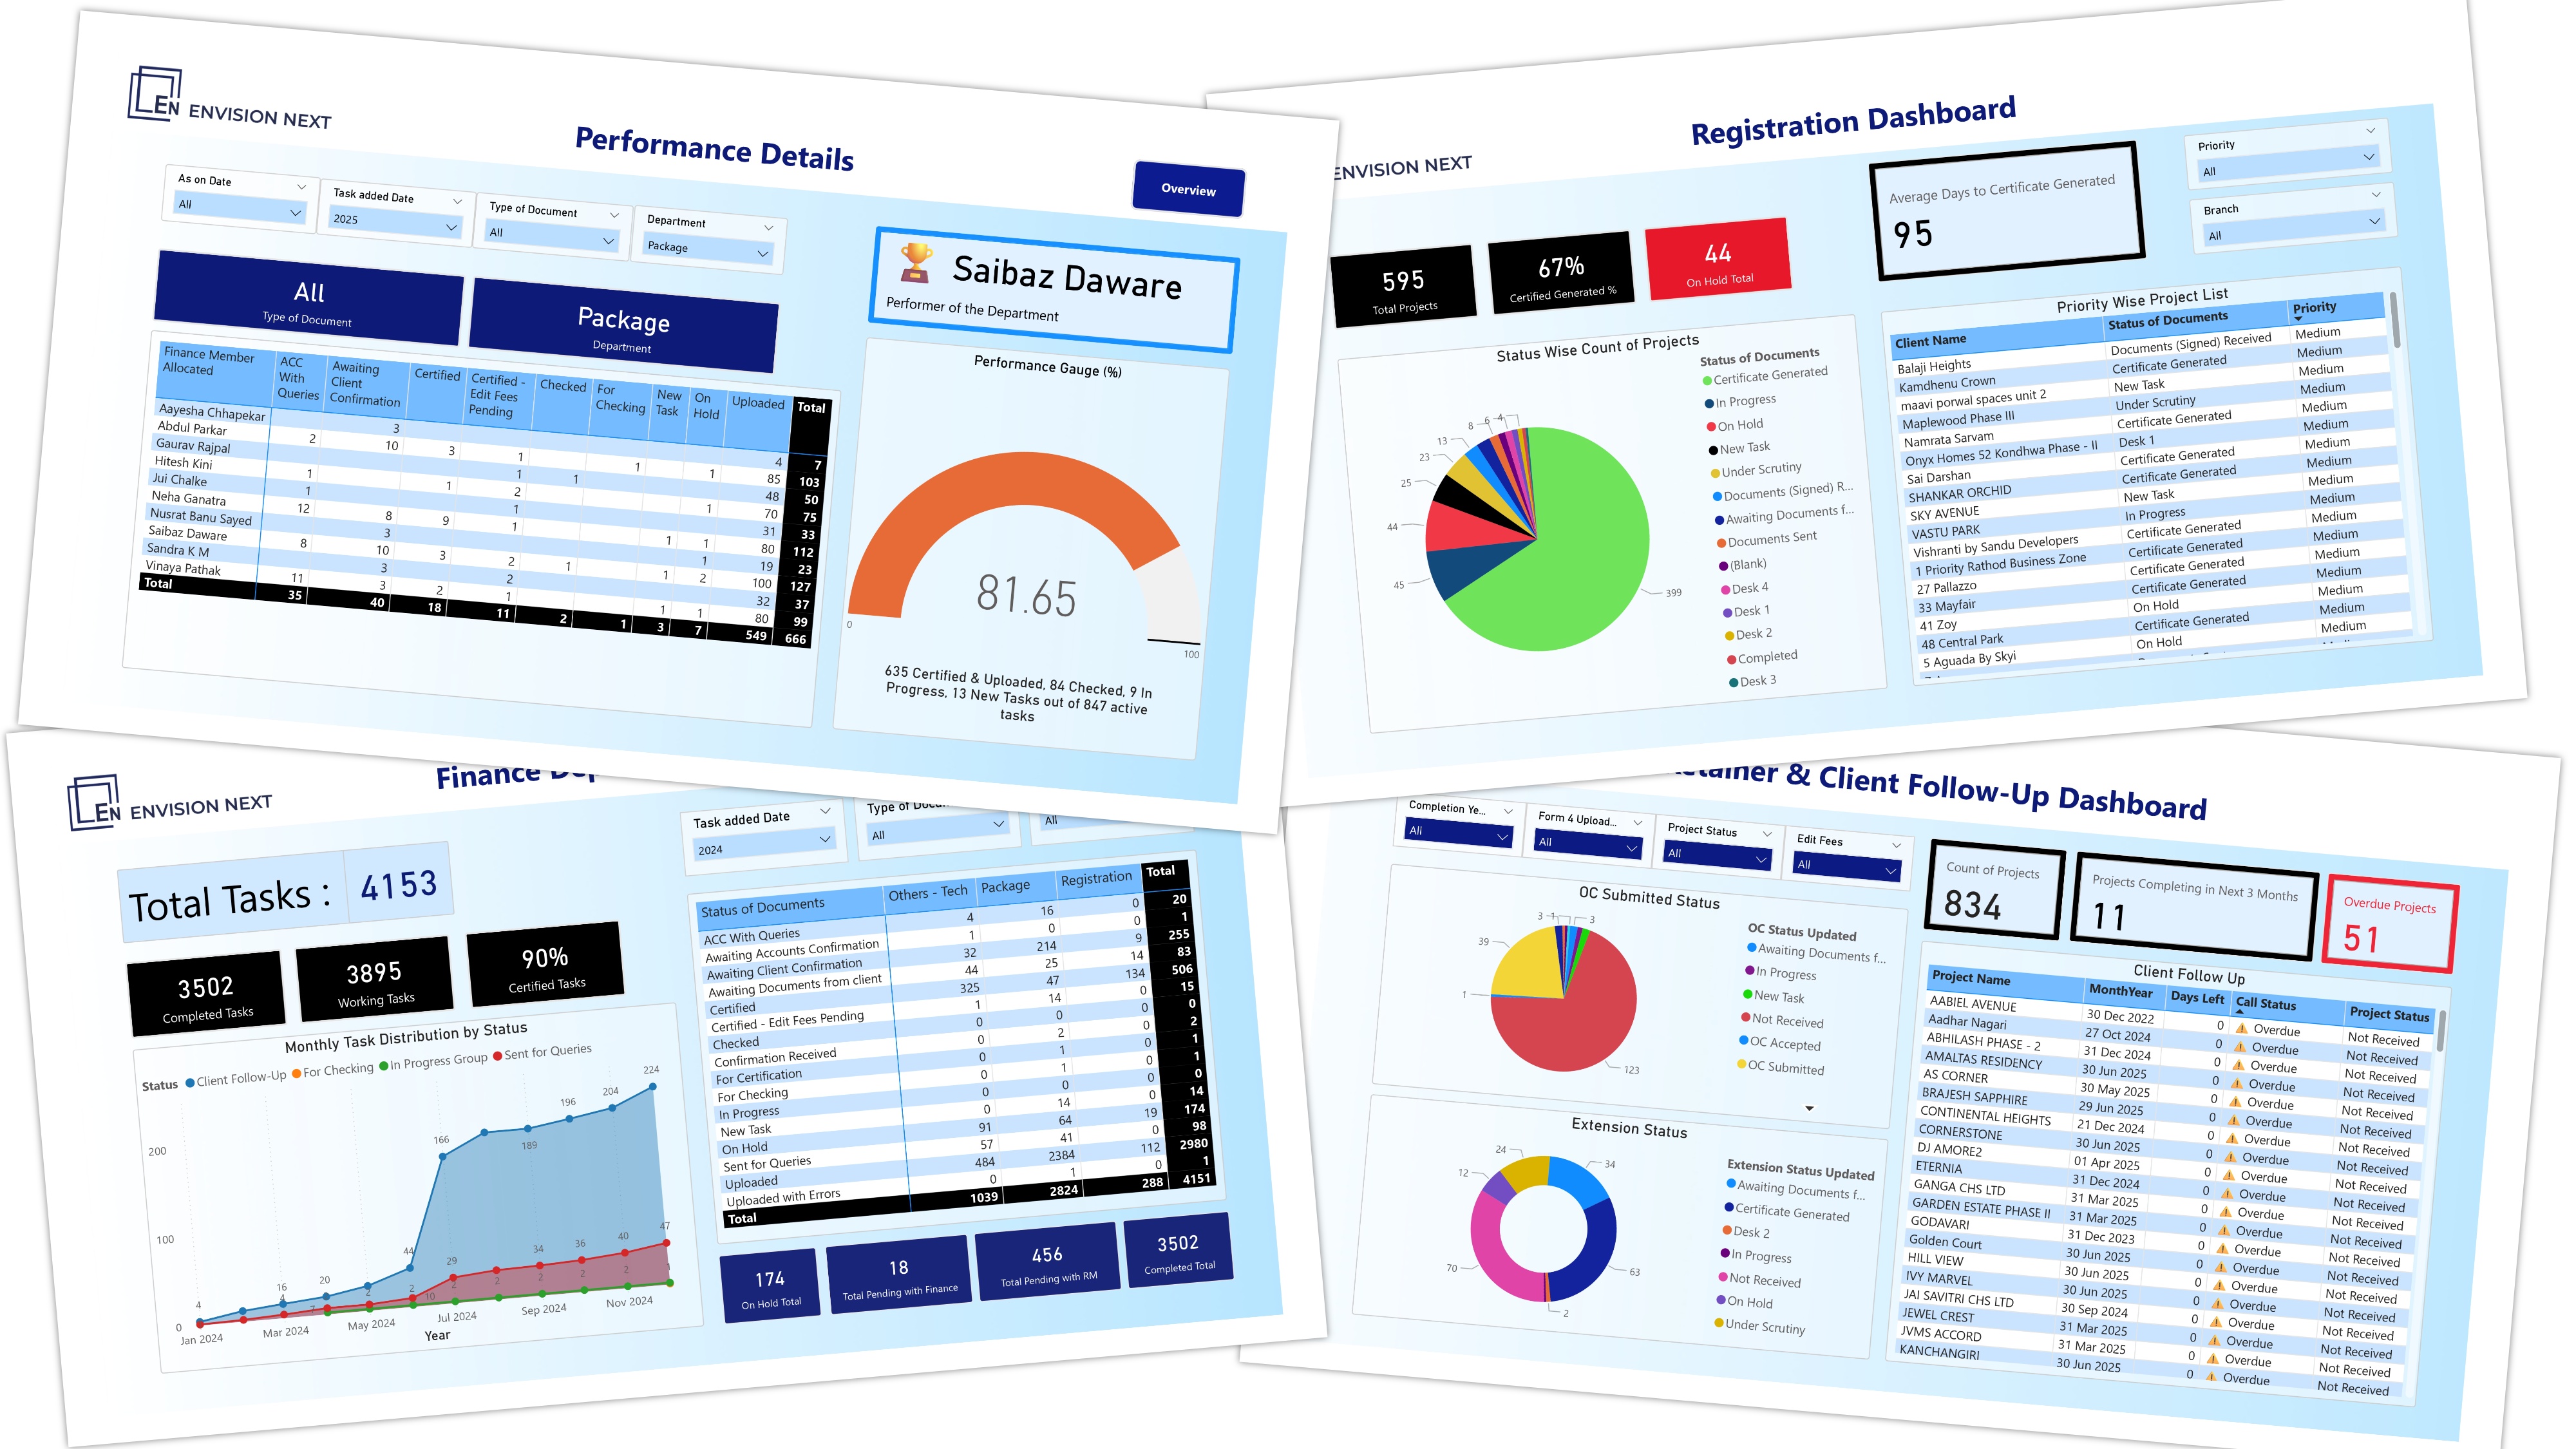 EN ENVISION NEXT
Performance Details
Overview
As on Date
All
Task added Date
2025
Type of Document
All
Department
Package
All
Type of Document
Package
Department
Saibaz Daware
Performer of the Department
Finance Member Allocated ACC With Queries Awaiting Client Confirmation Certified Certified - Edit Fees Pending Checked For Checking New Task On Hold Uploaded Total
Aayesha Chhapekar 3 4 7
Abdul Parkar 2 10 3 1 1 1 85 103
Gaurav Rajpal 1 1 48 50
Hitesh Kini 1 1 2 1 70 75
Jui Chalke 1 1 31 33
Neha Ganatra 12 8 9 1 1 1 80 112
Nusrat Banu Sayed 3 1 19 23
Saibaz Daware 8 10 3 2 1 1 2 100 127
Sandra K M 3 2 32 37
Vinaya Pathak 11 3 2 1 1 1 80 99
Total 35 40 18 11 2 1 3 7 549 666
Performance Gauge (%)
81.65
0
100
635 Certified & Uploaded, 84 Checked, 9 In
Progress, 13 New Tasks out of 847 active
tasks
ENVISION NEXT
Registration Dashboard
595
Total Projects
67%
Certified Generated %
44
On Hold Total
Average Days to Certificate Generated
95
Priority
All
Branch
All
Status Wise Count of Projects
Status of Documents
Certificate Generated
In Progress
On Hold
New Task
Under Scrutiny
Documents (Signed) R...
Awaiting Documents f...
Documents Sent
(Blank)
Desk 4
Desk 1
Desk 2
Completed
Desk 3
4
6
8
13
23
25
44
45
399
Priority Wise Project List
Client Name Status of Documents Priority
Balaji Heights Documents (Signed) Received Medium
Kamdhenu Crown Certificate Generated Medium
maavi porwal spaces unit 2 New Task Medium
Maplewood Phase III Under Scrutiny Medium
Namrata Sarvam Certificate Generated Medium
Onyx Homes 52 Kondhwa Phase - II Desk 1 Medium
Sai Darshan Certificate Generated Medium
SHANKAR ORCHID Certificate Generated Medium
SKY AVENUE New Task Medium
VASTU PARK In Progress Medium
Vishranti by Sandu Developers Certificate Generated Medium
1 Priority Rathod Business Zone Certificate Generated Medium
27 Pallazzo Certificate Generated Medium
33 Mayfair Certificate Generated Medium
41 Zoy On Hold Medium
48 Central Park Certificate Generated Medium
5 Aguada By Skyi On Hold Medium
EN ENVISION NEXT
Finance
Total Tasks : 4153
3502
Completed Tasks
3895
Working Tasks
90%
Certified Tasks
Task added Date
2024
Type of
All
All
Monthly Task Distribution by Status
Status Client Follow-Up For Checking In Progress Group Sent for Queries
200
100
0
4
16
20
44
166
189
196
204
224
4
7
2
2
10
29
34
36
40
47
2
2
2
2
1
Jan 2024 Mar 2024 May 2024 Jul 2024 Sep 2024 Nov 2024
Year
Status of Documents Others - Tech Package Registration Total
ACC With Queries 4 16 0 20
Awaiting Accounts Confirmation 1 0 0 1
Awaiting Client Confirmation 32 214 9 255
Awaiting Documents from client 44 25 14 83
Certified 325 47 134 506
Certified - Edit Fees Pending 1 14 0 15
Checked 0 0 0 0
Confirmation Received 0 2 0 2
For Certification 0 1 0 1
For Checking 0 1 0 1
In Progress 0 0 0 0
New Task 0 14 0 14
On Hold 91 64 19 174
Sent for Queries 57 41 0 98
Uploaded 484 2384 112 2980
Uploaded with Errors 0 1 0 1
Total 1039 2824 288 4151
174
On Hold Total
18
Total Pending with Finance
456
Total Pending with RM
3502
Completed Total
& Client Follow-Up Dashboard
Completion Ye...
All
Form 4 Upload...
All
Project Status
All
Edit Fees
All
Count of Projects
834
Projects Completing in Next 3 Months
11
Overdue Projects
51
OC Submitted Status
OC Status Updated
Awaiting Documents f...
In Progress
New Task
Not Received
OC Accepted
OC Submitted
3
1
3
39
1
123
Extension Status
Extension Status Updated
Awaiting Documents f...
Certificate Generated
Desk 2
In Progress
Not Received
On Hold
Under Scrutiny
24
34
12
70
63
2
Client Follow Up
Project Name MonthYear Days Left Call Status Project Status
AABIEL AVENUE 30 Dec 2022 0 Overdue Not Received
Aadhar Nagari 27 Oct 2024 0 Overdue Not Received
ABHILASH PHASE - 2 31 Dec 2024 0 Overdue Not Received
AMALTAS RESIDENCY 30 Jun 2025 0 Overdue Not Received
AS CORNER 30 May 2025 0 Overdue Not Received
BRAJESH SAPPHIRE 29 Jun 2025 0 Overdue Not Received
CONTINENTAL HEIGHTS 21 Dec 2024 0 Overdue Not Received
CORNERSTONE 30 Jun 2025 0 Overdue Not Received
DJ AMORE2 01 Apr 2025 0 Overdue Not Received
ETERNIA 31 Dec 2024 0 Overdue Not Received
GANGA CHS LTD 31 Mar 2025 0 Overdue Not Received
GARDEN ESTATE PHASE II 31 Mar 2025 0 Overdue Not Received
GODAVARI 31 Dec 2023 0 Overdue Not Received
Golden Court 30 Jun 2025 0 Overdue Not Received
HILL VIEW 30 Jun 2025 0 Overdue Not Received
IVY MARVEL 30 Jun 2025 0 Overdue Not Received
JAI SAVITRI CHS LTD 30 Sep 2024 0 Overdue Not Received
JEWEL CREST 31 Mar 2025 0 Overdue Not Received
JVMS ACCORD 31 Mar 2025 0 Overdue Not Received
KANCHANGIRI 30 Jun 2025 0 Overdue Not Received